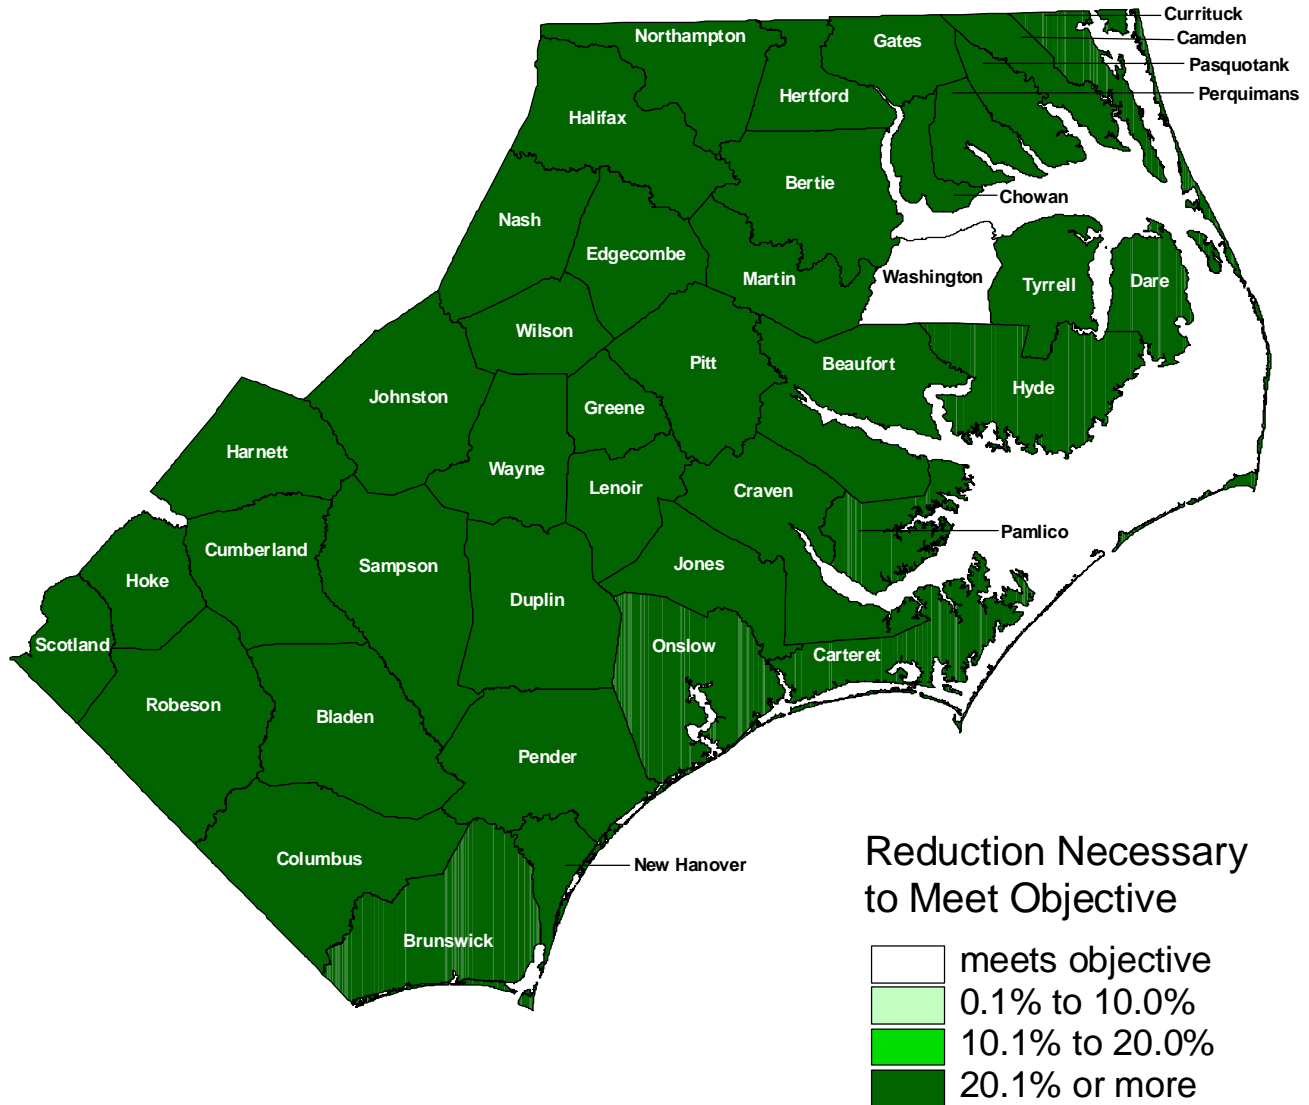 Currituck
Northampton
Gates
Camden
Pasquotank
Perquimans
Hertford
Halifax
Bertie
Chowan
Nash
Edgecombe
Martin
Washington
Tyrrell
Dare
Wilson
Pitt
Beaufort
Hyde
Johnston
Greene
Harnett
Wayne
Lenoir
Craven
Pamlico
Cumberland
Sampson
Jones
Hoke
Duplin
Scotland
Onslow
Carteret
Robeson
Bladen
Pender
Columbus
New Hanover
Brunswick
Reduction Necessary
to Meet Objective
meets objective
0.1% to 10.0%
10.1% to 20.0%
20.1% or more